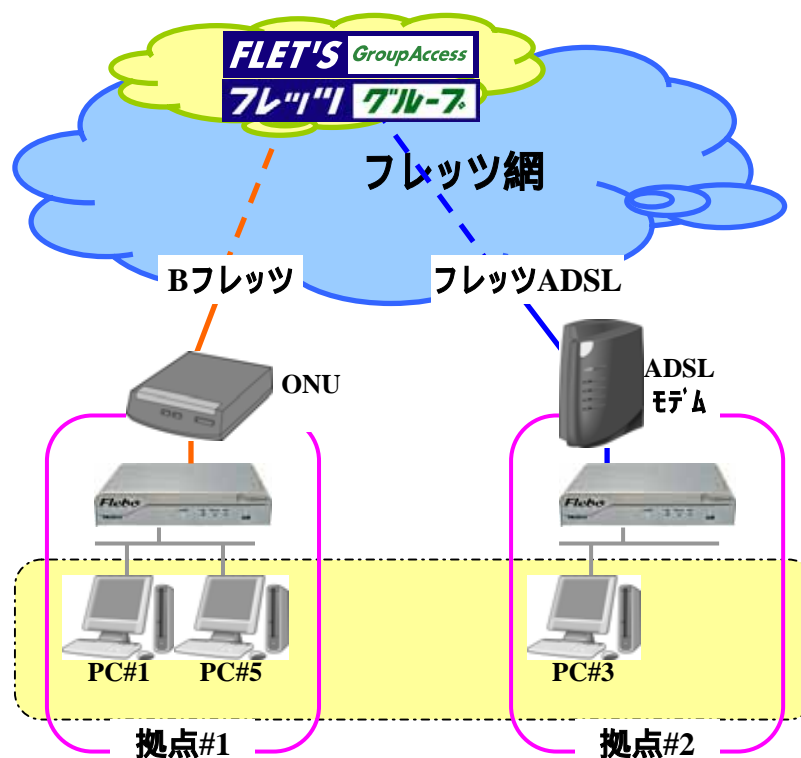 FLET'S GroupAccess
フレッツ グループ
フレッツ網
Bフレッツ
フレッツADSL
ONU
ADSL
モデム
Flebo
Flebo
PC#1
PC#5
PC#3
拠点#1
拠点#2